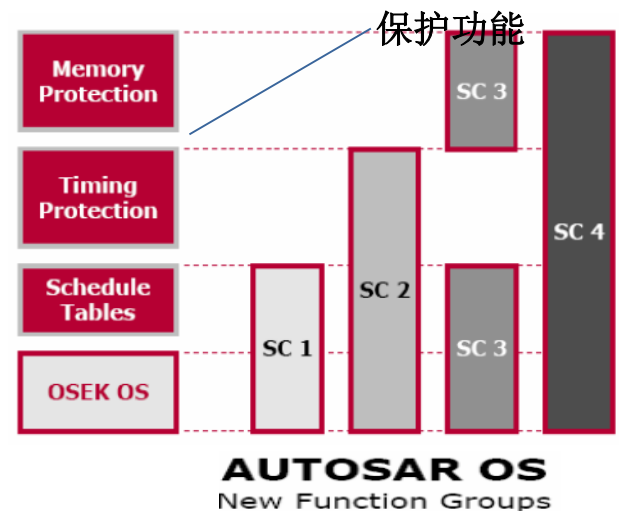 保护功能
Memory
Protection
SC 3
Timing
Protection
SC 4
Schedule
Tables
SC 2
SC 1
SC 3
OSEK OS
AUTOSAR OS
New Function Groups